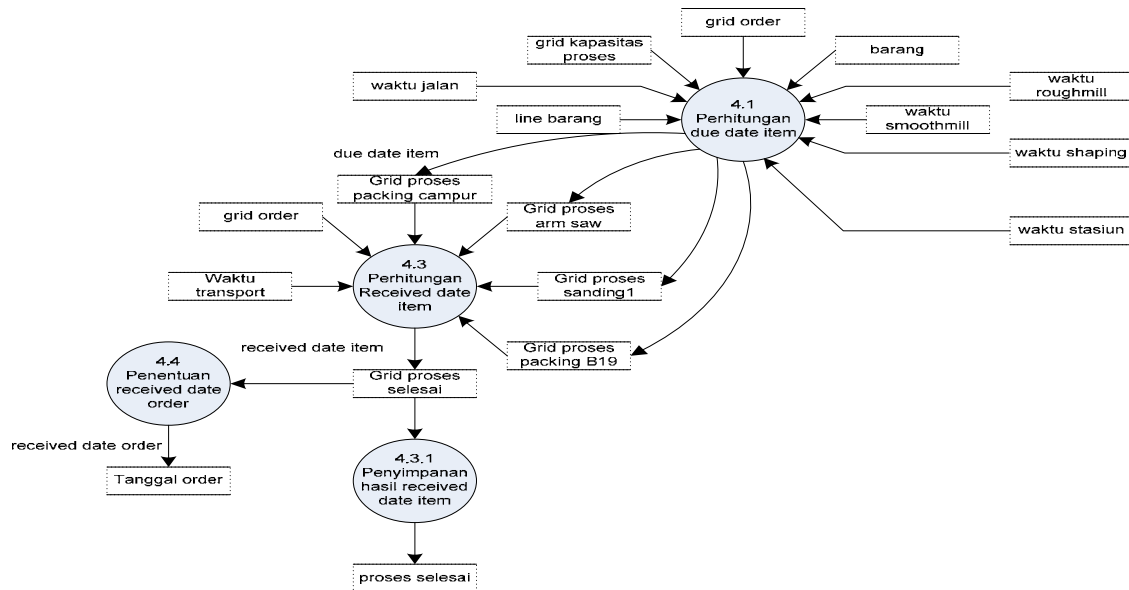 grid order
grid kapasitas
proses
barang
waktu jalan
waktu
roughmill
4.1
Perhitungan
due date item
line barang
waktu
smoothmill
due date item
waktu shaping
Grid proses
packing campur
grid order
Grid proses
arm saw
waktu stasiun
4.3
Perhitungan
Received date
item
Waktu
transport
Grid proses
sanding1
received date item
Grid proses
packing B19
4.4
Penentuan
received date
order
Grid proses
selesai
received date order
4.3.1
Penyimpanan
hasil received
date item
Tanggal order
proses selesai